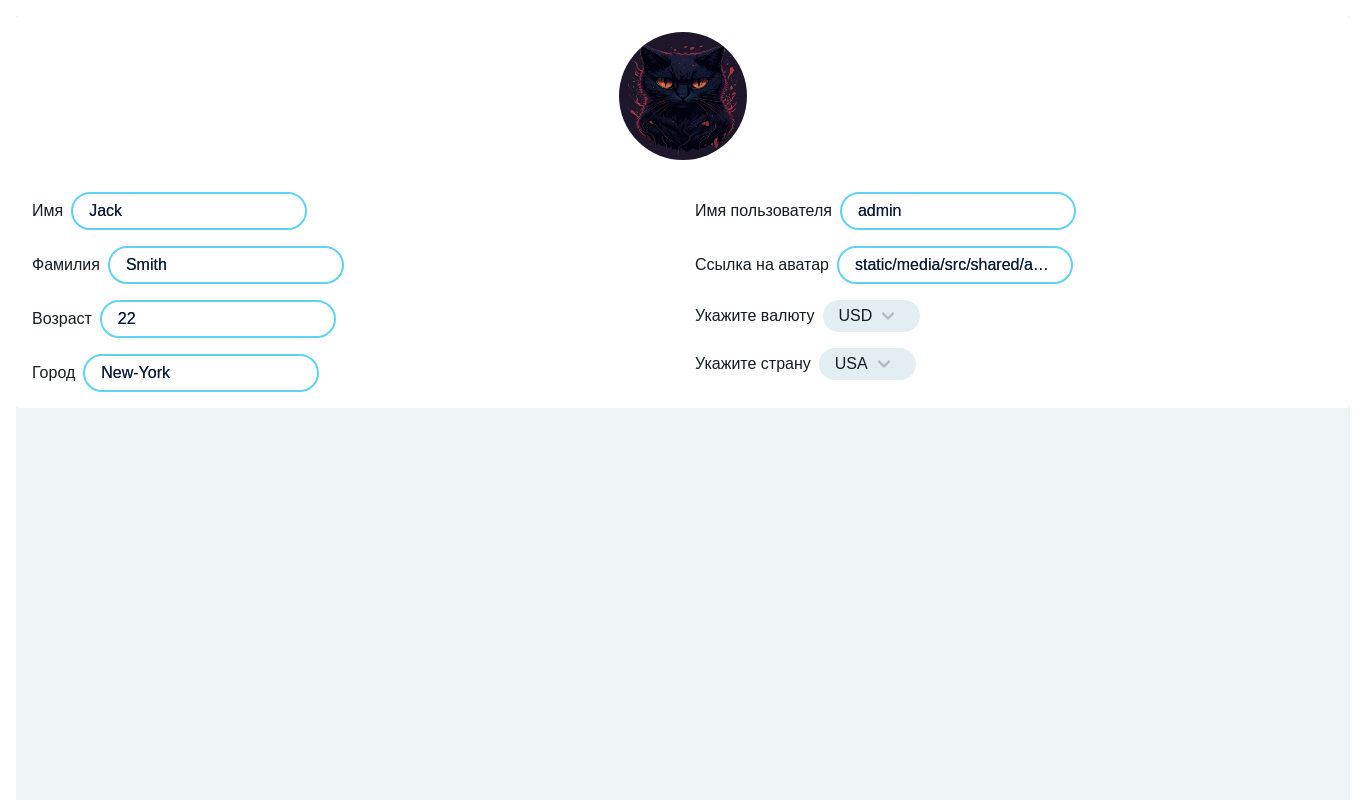 Имя Jack
Фамилия Smith
Возраст 22
Город New-York
Имя пользователя admin
Ссылка на аватар static/media/src/shared/a…
Укажите валюту USD
Укажите страну USA